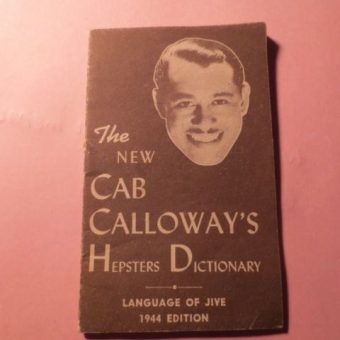 The
NEW
CAB
CALLOWAY'S
HEPSTERS DICTIONARY
LANGUAGE OF JIVE
1944 EDITION